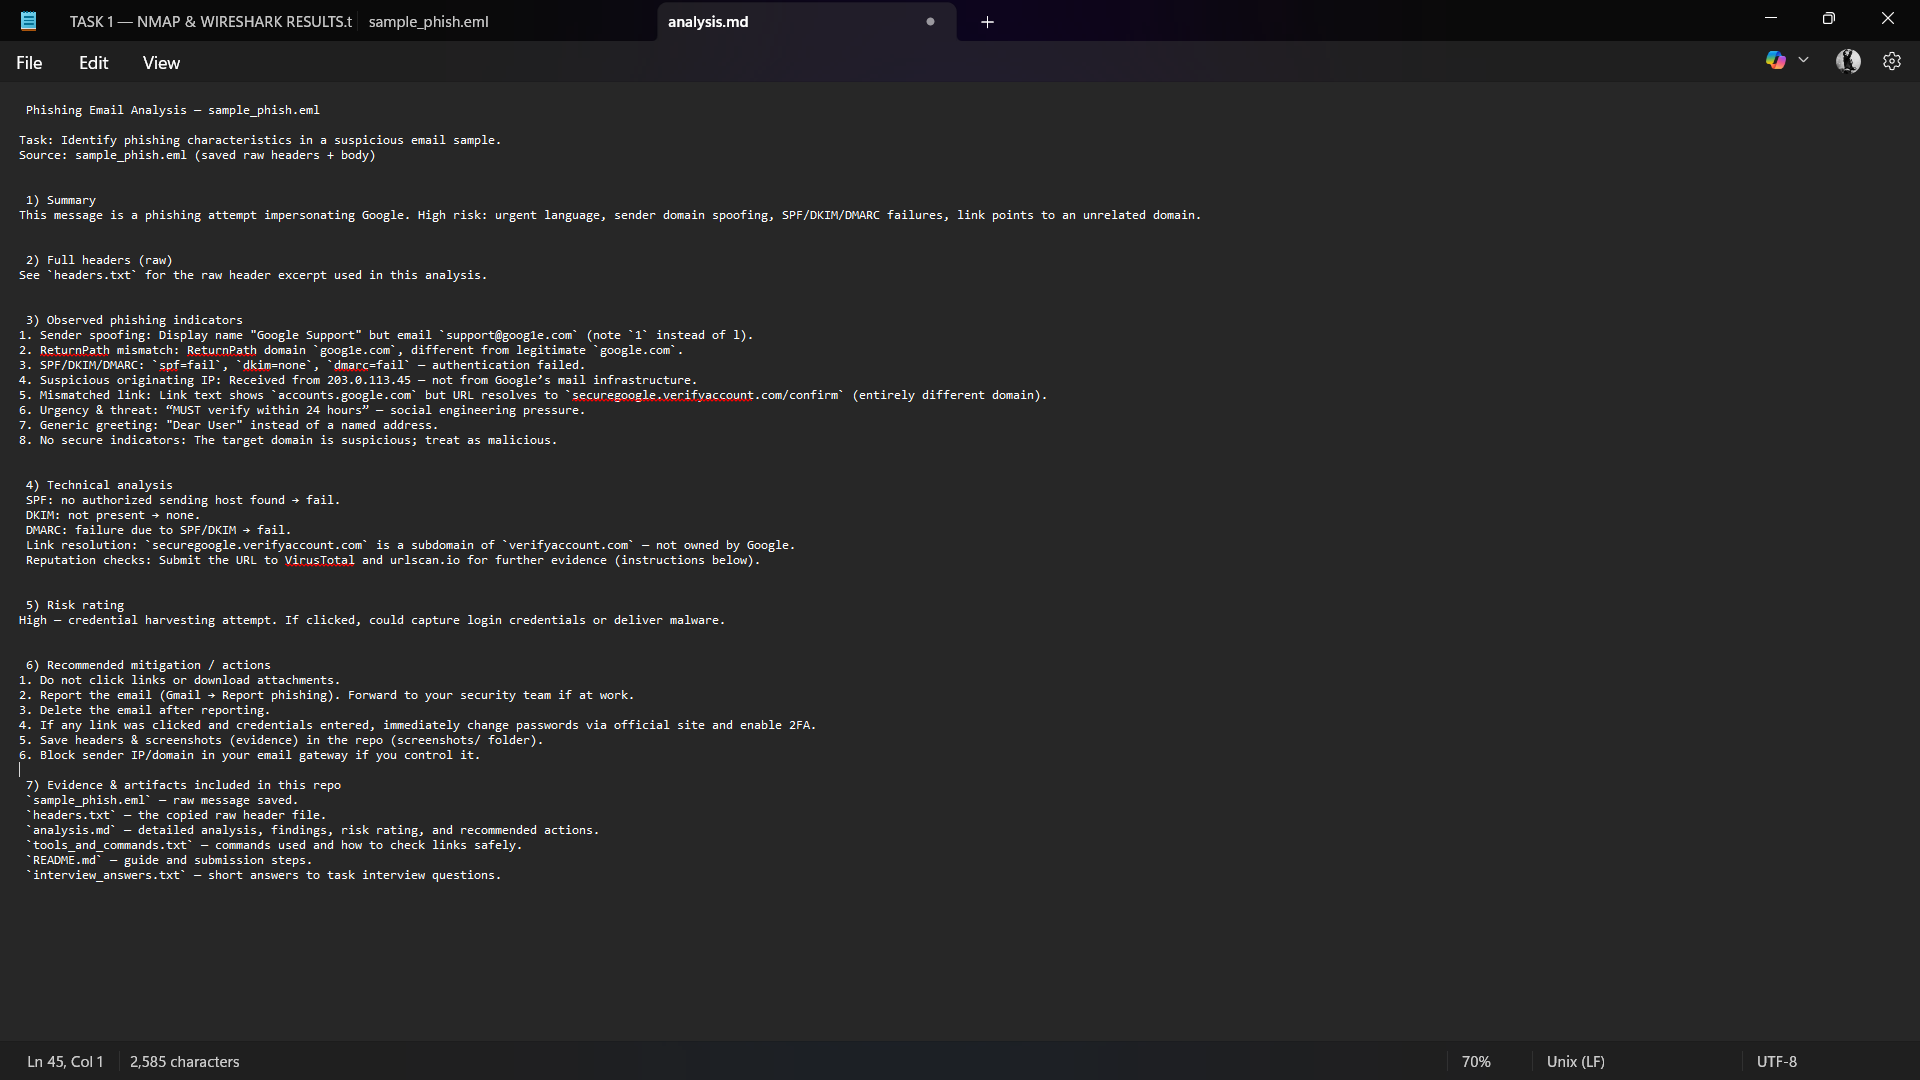 TASK 1 — NMAP & WIRESHARK RESULTS.t
sample_phish.eml
analysis.md
File
Edit
View
Phishing Email Analysis — sample_phish.eml
Task: Identify phishing characteristics in a suspicious email sample.
Source: sample_phish.eml (saved raw headers + body)
1) Summary
This message is a phishing attempt impersonating Google. High risk: urgent language, sender domain spoofing, SPF/DKIM/DMARC failures, link points to an unrelated domain.
2) Full headers (raw)
See `headers.txt` for the raw header excerpt used in this analysis.
3) Observed phishing indicators
1. Sender spoofing: Display name "Google Support" but email `support@goog1e.com` (note `1` instead of l).
2. ReturnPath mismatch: ReturnPath domain `goog1e.com`, different from legitimate `google.com`.
3. SPF/DKIM/DMARC: `spf=fail`, `dkim=none`, `dmarc=fail` — authentication failed.
4. Suspicious originating IP: Received from 203.0.113.45 — not from Google’s mail infrastructure.
5. Mismatched link: Link text shows `accounts.google.com` but URL resolves to `securegoogle.verifyaccount.com/confirm` (entirely different domain).
6. Urgency & threat: “MUST verify within 24 hours” — social engineering pressure.
7. Generic greeting: "Dear User" instead of a named address.
8. No secure indicators: The target domain is suspicious; treat as malicious.
4) Technical analysis
SPF: no authorized sending host found → fail.
DKIM: not present → none.
DMARC: failure due to SPF/DKIM → fail.
Link resolution: `securegoogle.verifyaccount.com` is a subdomain of `verifyaccount.com` — not owned by Google.
Reputation checks: Submit the URL to VirusTotal and urlscan.io for further evidence (instructions below).
5) Risk rating
High — credential harvesting attempt. If clicked, could capture login credentials or deliver malware.
6) Recommended mitigation / actions
1. Do not click links or download attachments.
2. Report the email (Gmail → Report phishing). Forward to your security team if at work.
3. Delete the email after reporting.
4. If any link was clicked and credentials entered, immediately change passwords via official site and enable 2FA.
5. Save headers & screenshots (evidence) in the repo (screenshots/ folder).
6. Block sender IP/domain in your email gateway if you control it.
7) Evidence & artifacts included in this repo
`sample_phish.eml` — raw message saved.
`headers.txt` — the copied raw header file.
`analysis.md` — detailed analysis, findings, risk rating, and recommended actions.
`tools_and_commands.txt` — commands used and how to check links safely.
`README.md` — guide and submission steps.
`interview_answers.txt` — short answers to task interview questions.
Ln 45, Col 1
2,585 characters
70%
Unix (LF)
UTF-8